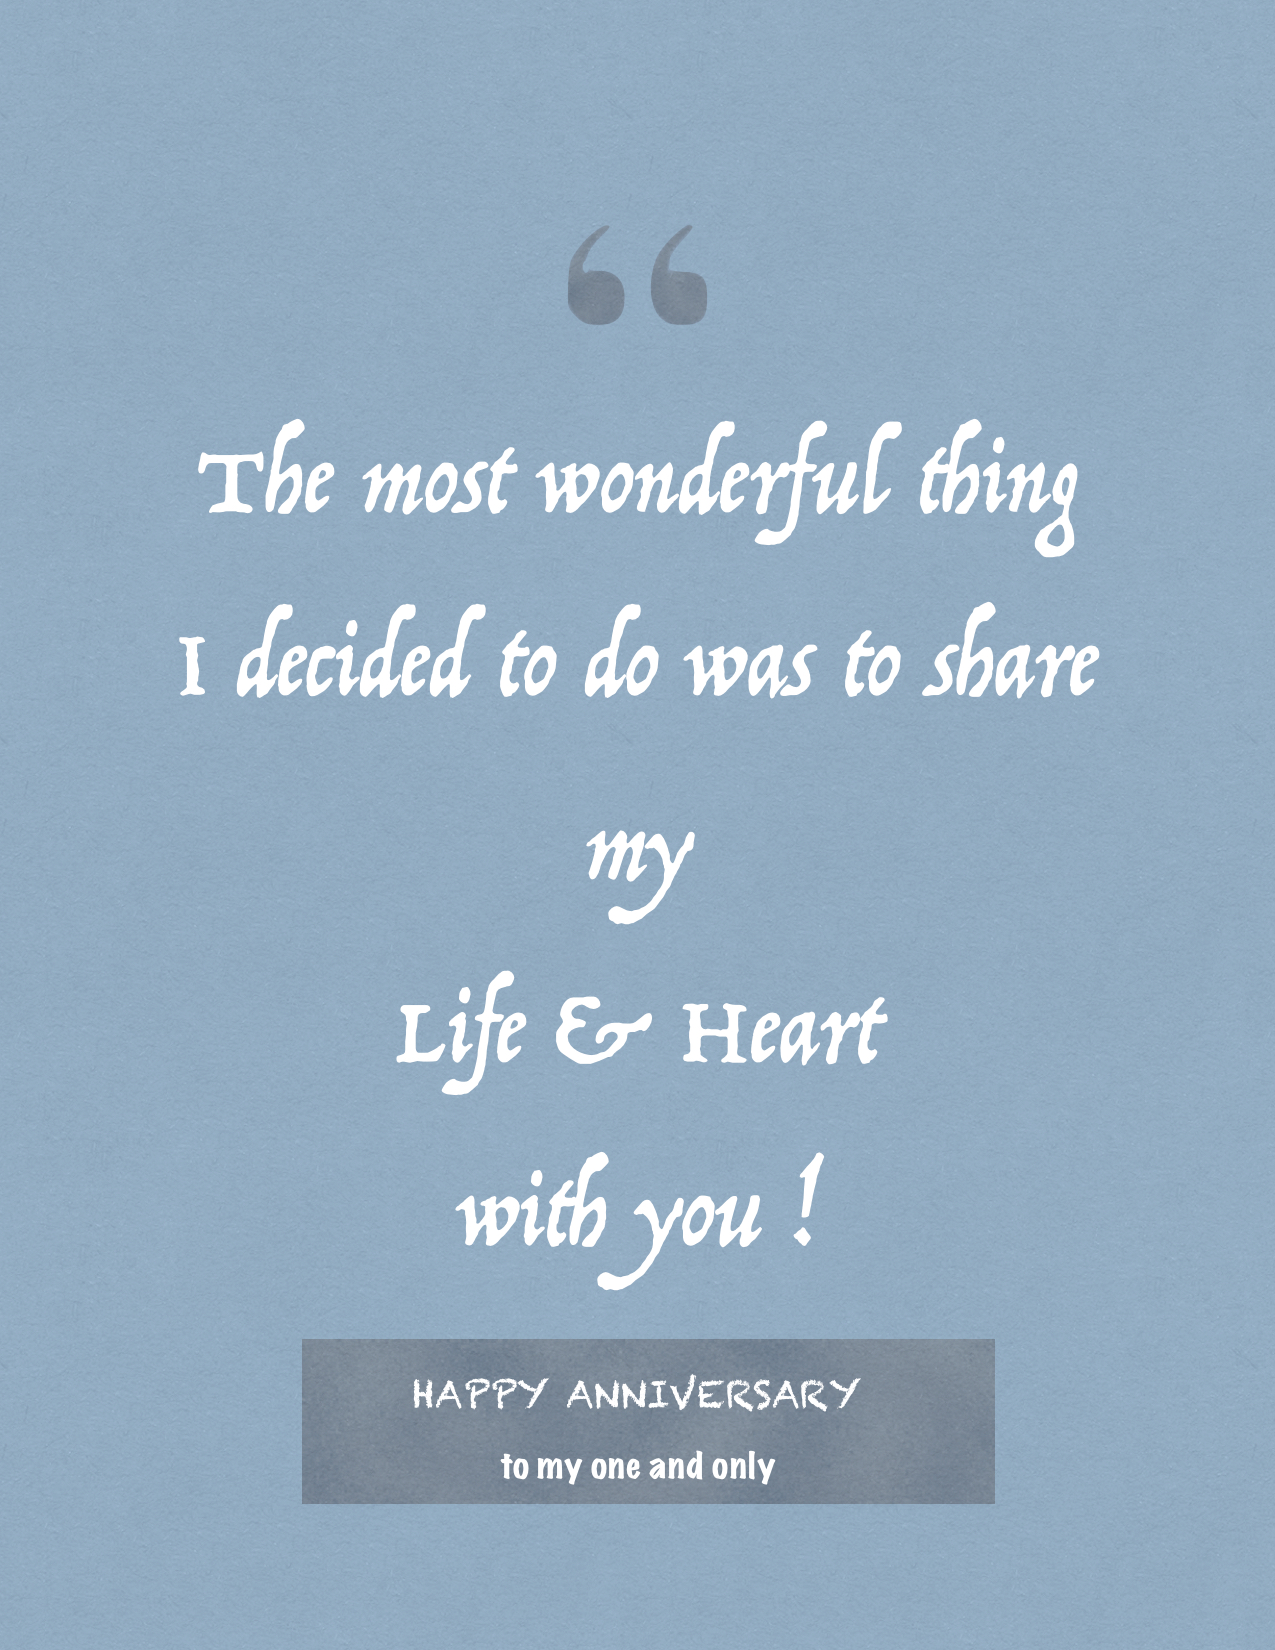 “
The most wonderful thing
I decided to do was to share
my
Life & Heart
with you !
HAPPY ANNIVERSARY
to my one and only